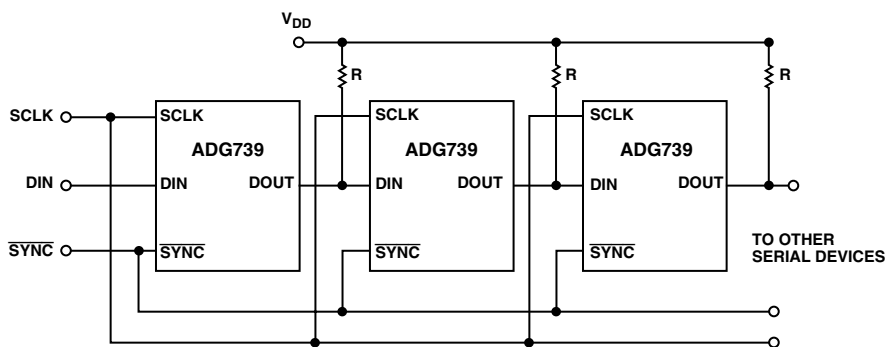 VDD
R R R
SCLK SCLK SCLK SCLK
ADG739 ADG739 ADG739
DIN DIN DOUT DIN DOUT DIN DOUT
SYNC SYNC SYNC SYNC
TO OTHER
SERIAL DEVICES